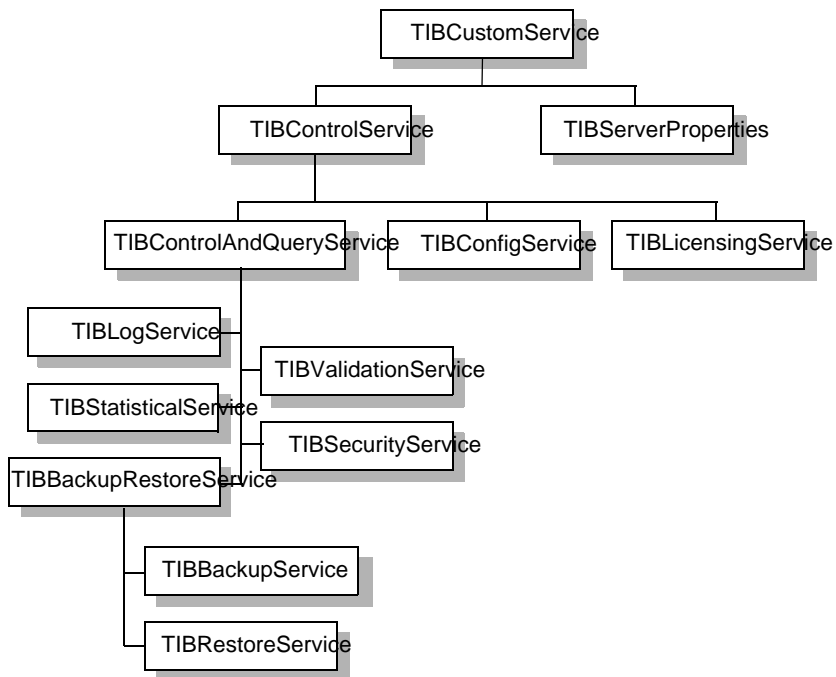 TIBCustomService
TIBControlService
TIBServerProperties
TIBControlAndQueryService
TIBConfigService
TIBLicensingService
TIBLogService
TIBValidationService
TIBStatisticalService
TIBSecurityService
TIBBackupRestoreService
TIBBackupService
TIBRestoreService